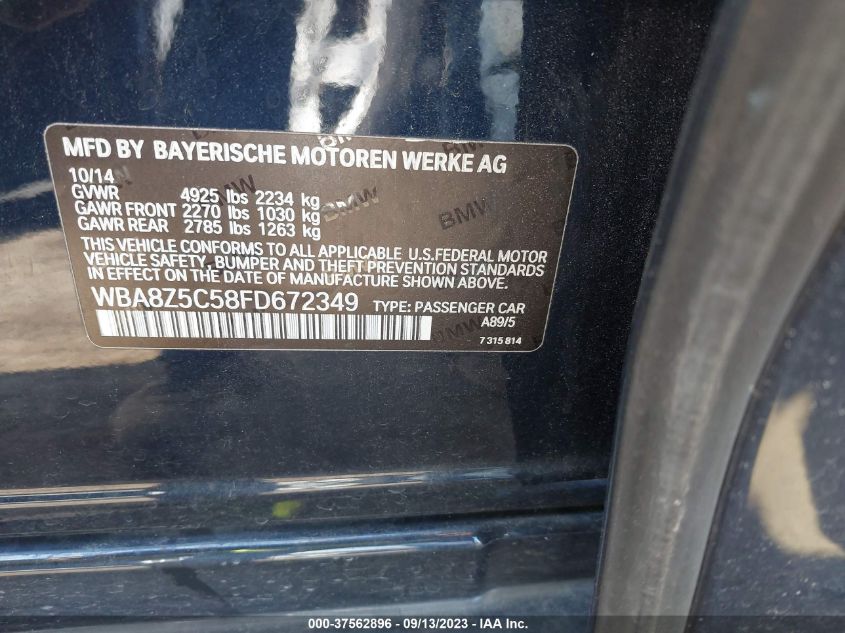 MFD BY BAYERISCHE MOTOREN WERKE AG
10/14
GVWR 4925 lbs 2234 kg
GAWR FRONT 2270 lbs 1030 kg
GAWR REAR 2785 lbs 1263 kg
THIS VEHICLE CONFORMS TO ALL APPLICABLE U.S.FEDERAL MOTOR
VEHICLE SAFETY, BUMPER AND THEFT PREVENTION STANDARDS
IN EFFECT ON THE DATE OF MANUFACTURE SHOWN ABOVE.
WBA8Z5C58FD672349 TYPE: PASSENGER CAR
A89/5
7 315 814
BMW
BMW
000-37562896 - 09/13/2023 - IAA Inc.